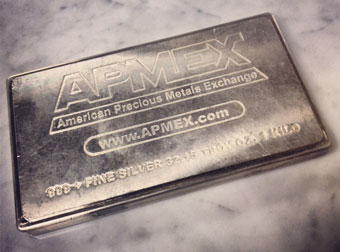 APMEX
American Precious Metals Exchange
www.APMEX.com
.999+ FINE SILVER 32.15 TROY OZ. 1 KILO